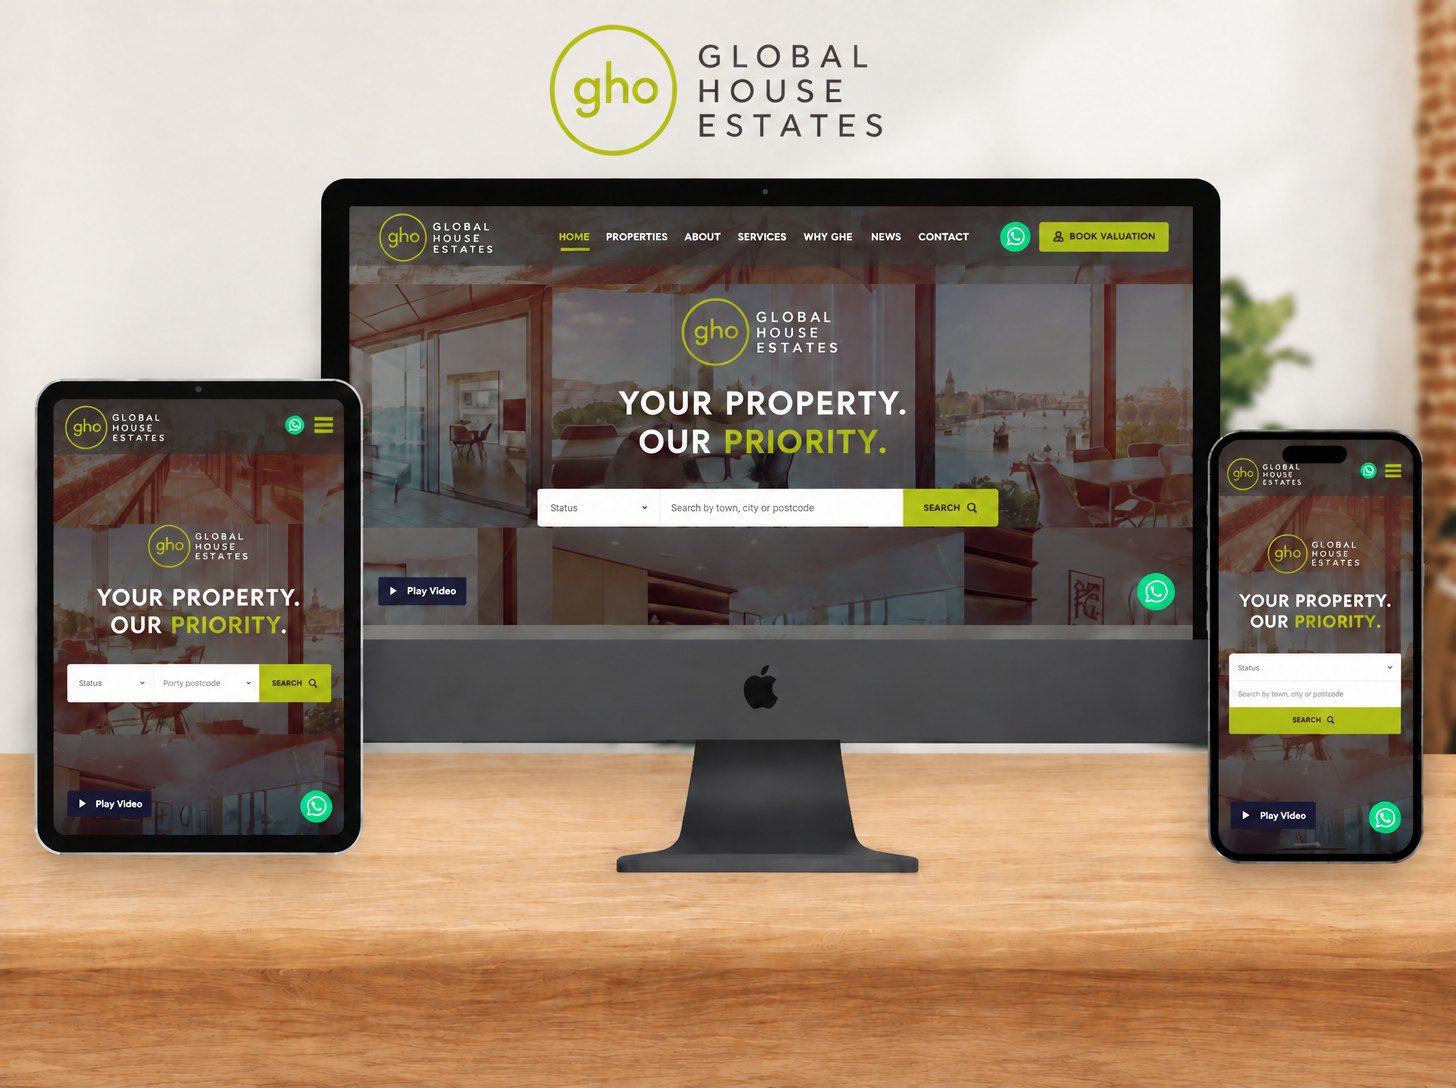 gho
GLOBAL
HOUSE
ESTATES
gho
GLOBAL
HOUSE
ESTATES
HOME PROPERTIES ABOUT SERVICES WHY GHE NEWS CONTACT
BOOK VALUATION
gho
GLOBAL
HOUSE
ESTATES
YOUR PROPERTY.
OUR PRIORITY.
Status
Search by town, city or postcode
SEARCH
Play Video
gho
GLOBAL
HOUSE
ESTATES
gho
GLOBAL
HOUSE
ESTATES
YOUR PROPERTY.
OUR PRIORITY.
Status
Party postcode
SEARCH
Play Video
gho
GLOBAL
HOUSE
ESTATES
gho
GLOBAL
HOUSE
ESTATES
YOUR PROPERTY.
OUR PRIORITY.
Status
Search by town, city or postcode
SEARCH
Play Video